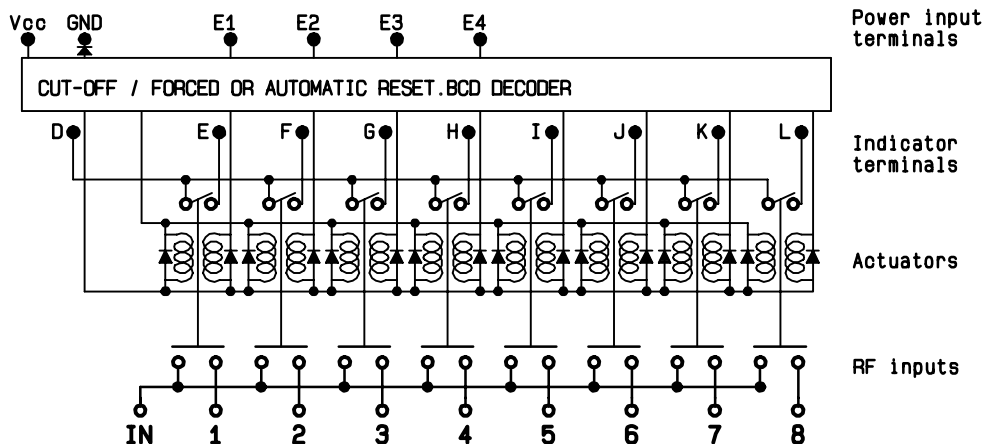 Vcc GND E1 E2 E3 E4 Power input
terminals
CUT-OFF / FORCED OR AUTOMATIC RESET.BCD DECODER
D E F G H I J K L Indicator
terminals
Actuators
RF inputs
IN 1 2 3 4 5 6 7 8